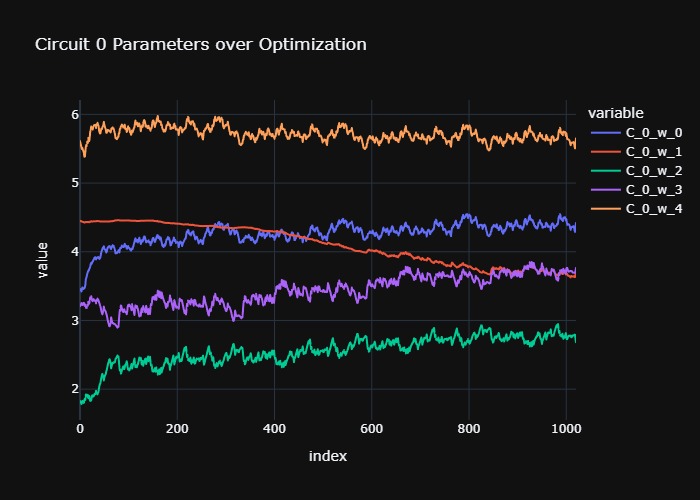 Circuit 0 Parameters over Optimization
variable
C_0_w_0
C_0_w_1
C_0_w_2
C_0_w_3
C_0_w_4
value
6
5
4
3
2
0
200
400
600
800
1000
index